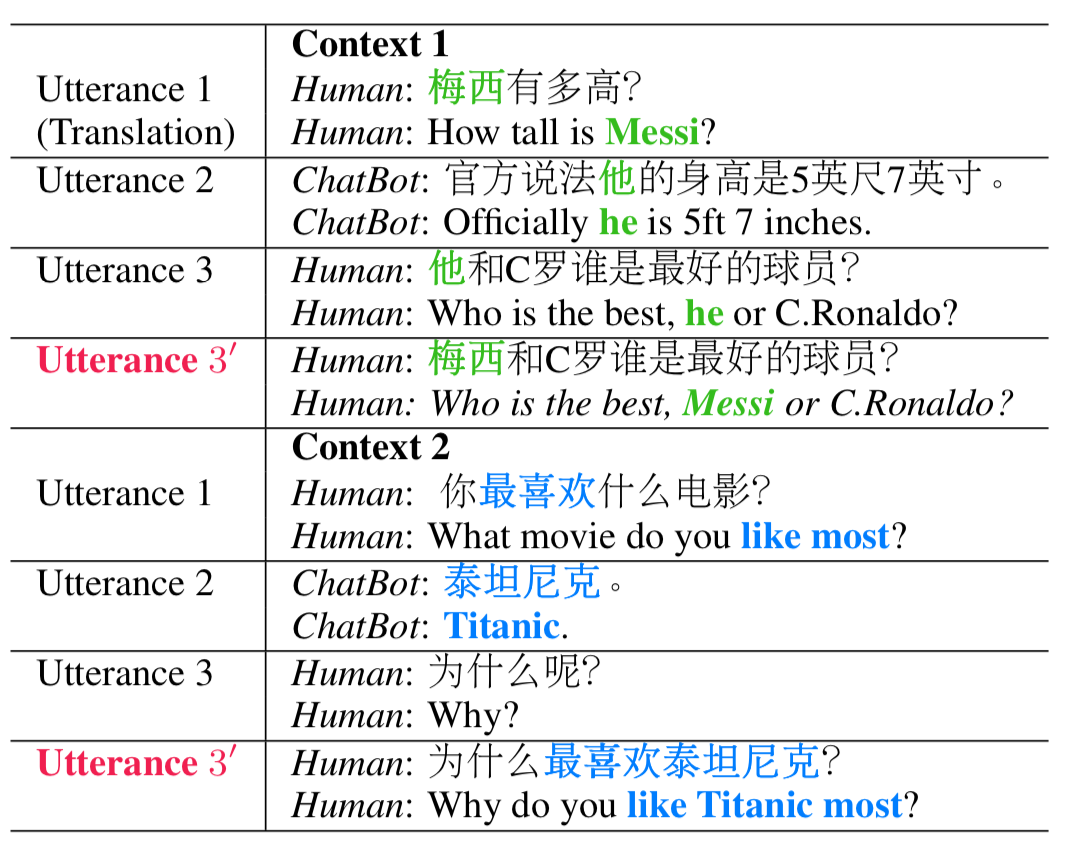 Context 1
Utterance 1 Human: 梅西有多高?
(Translation) Human: How tall is Messi?
Utterance 2 ChatBot: 官方说法他的身高是5英尺7英寸。
ChatBot: Officially he is 5ft 7 inches.
Utterance 3 Human: 他和C罗谁是最好的球员?
Human: Who is the best, he or C.Ronaldo?
Utterance 3′ Human: 梅西和C罗谁是最好的球员?
Human: Who is the best, Messi or C.Ronaldo?
Context 2
Utterance 1 Human: 你最喜欢什么电影?
Human: What movie do you like most?
Utterance 2 ChatBot: 泰坦尼克。
ChatBot: Titanic.
Utterance 3 Human: 为什么呢?
Human: Why?
Utterance 3′ Human: 为什么最喜欢泰坦尼克?
Human: Why do you like Titanic most?